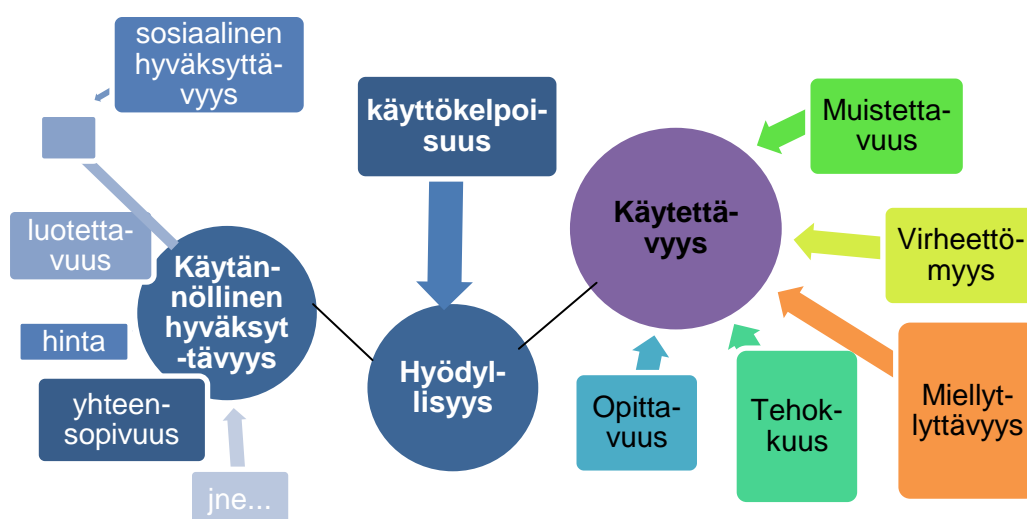 sosiaalinen
hyväksyttä-
vyys
luotetta-
vuus
Käytän-
nöllinen
hyväksyt
-tävyys
hinta
yhteen-
sopivuus
jne...
käyttökelpoi-
suus
Hyödyl-
lisyys
Käytettä-
vyys
Muistetta-
vuus
Virheettö-
myys
Miellyt-
lyttävyys
Tehok-
kuus
Opitta-
vuus